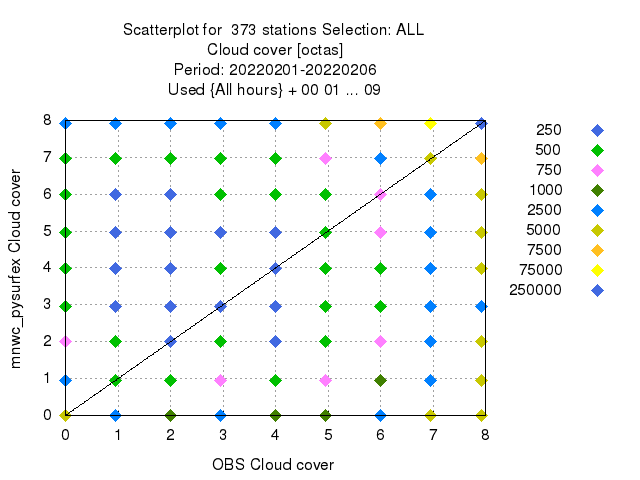 Scatterplot for  373 stations Selection: ALL
Cloud cover [octas]
Period: 20220201-20220206
Used {All hours} + 00 01 ... 09
mnwc_pysurfex Cloud cover
8
7
6
5
4
3
2
1
0
0 1 2 3 4 5 6 7 8
OBS Cloud cover
250
500
750
1000
2500
5000
7500
75000
250000